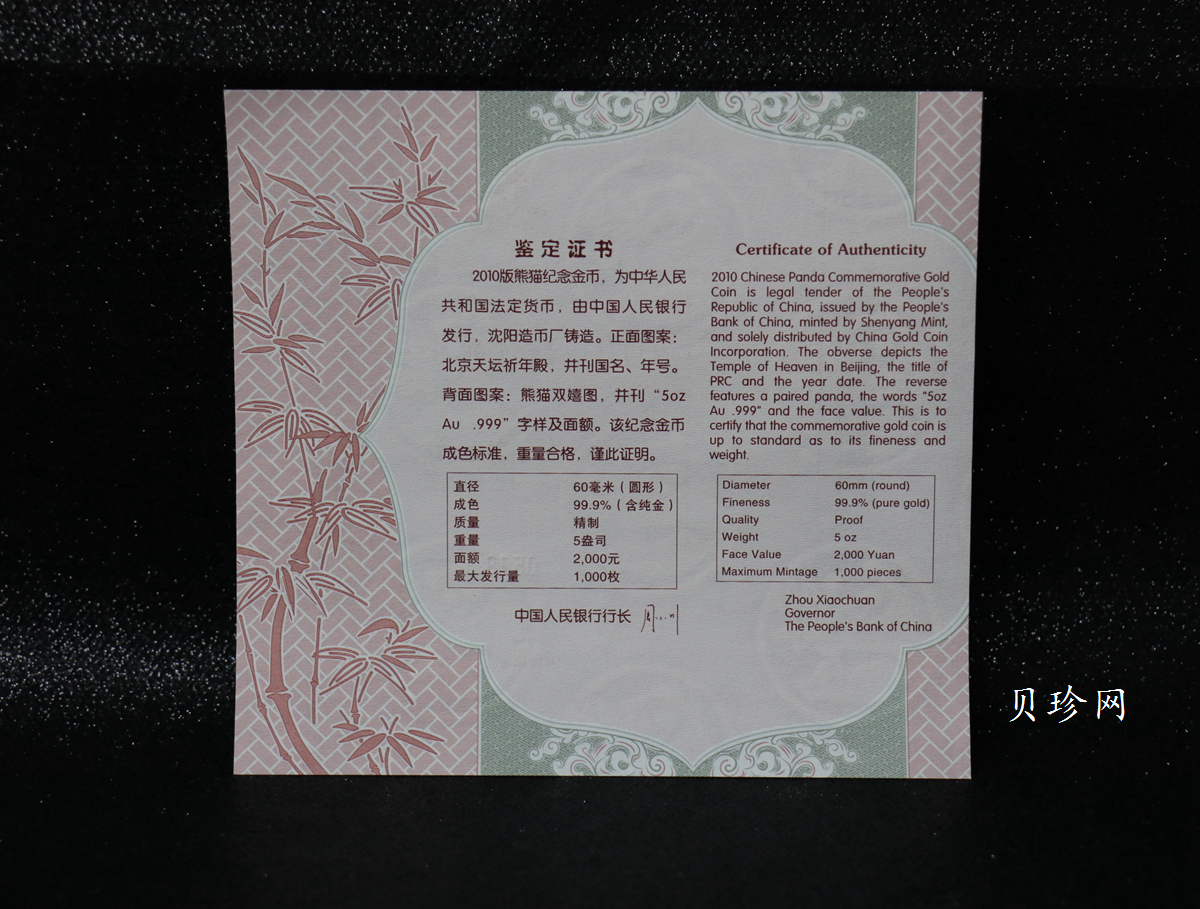 鉴定证书
2010版熊猫纪念金币，为中华人民
共和国法定货币，由中国人民银行
发行，沈阳造币厂铸造。正面图案：
北京天坛祈年殿，并刊国名、年号。
背面图案：熊猫双嬉图，并刊“5oz
Au .999”字样及面额。该纪念金币
成色标准，重量合格，谨此证明。
直径 60毫米（圆形）
成色 99.9%（含纯金）
质量 精制
重量 5盎司
面额 2,000元
最大发行量 1,000枚
中国人民银行行长
Certificate of Authenticity
2010 Chinese Panda Commemorative Gold
Coin is legal tender of the People's
Republic of China, issued by the People's
Bank of China, minted by Shenyang Mint,
and solely distributed by China Gold Coin
Incorporation. The obverse depicts the
Temple of Heaven in Beijing, the title of
PRC and the year date. The reverse
features a paired panda, the words "5oz
Au .999" and the face value. This is to
certify that the commemorative gold coin is
up to standard as to its fineness and
weight.
Diameter 60mm (round)
Fineness 99.9% (pure gold)
Quality Proof
Weight 5 oz
Face Value 2,000 Yuan
Maximum Mintage 1,000 pieces
Zhou Xiaochuan
Governor
The People's Bank of China
贝珍网